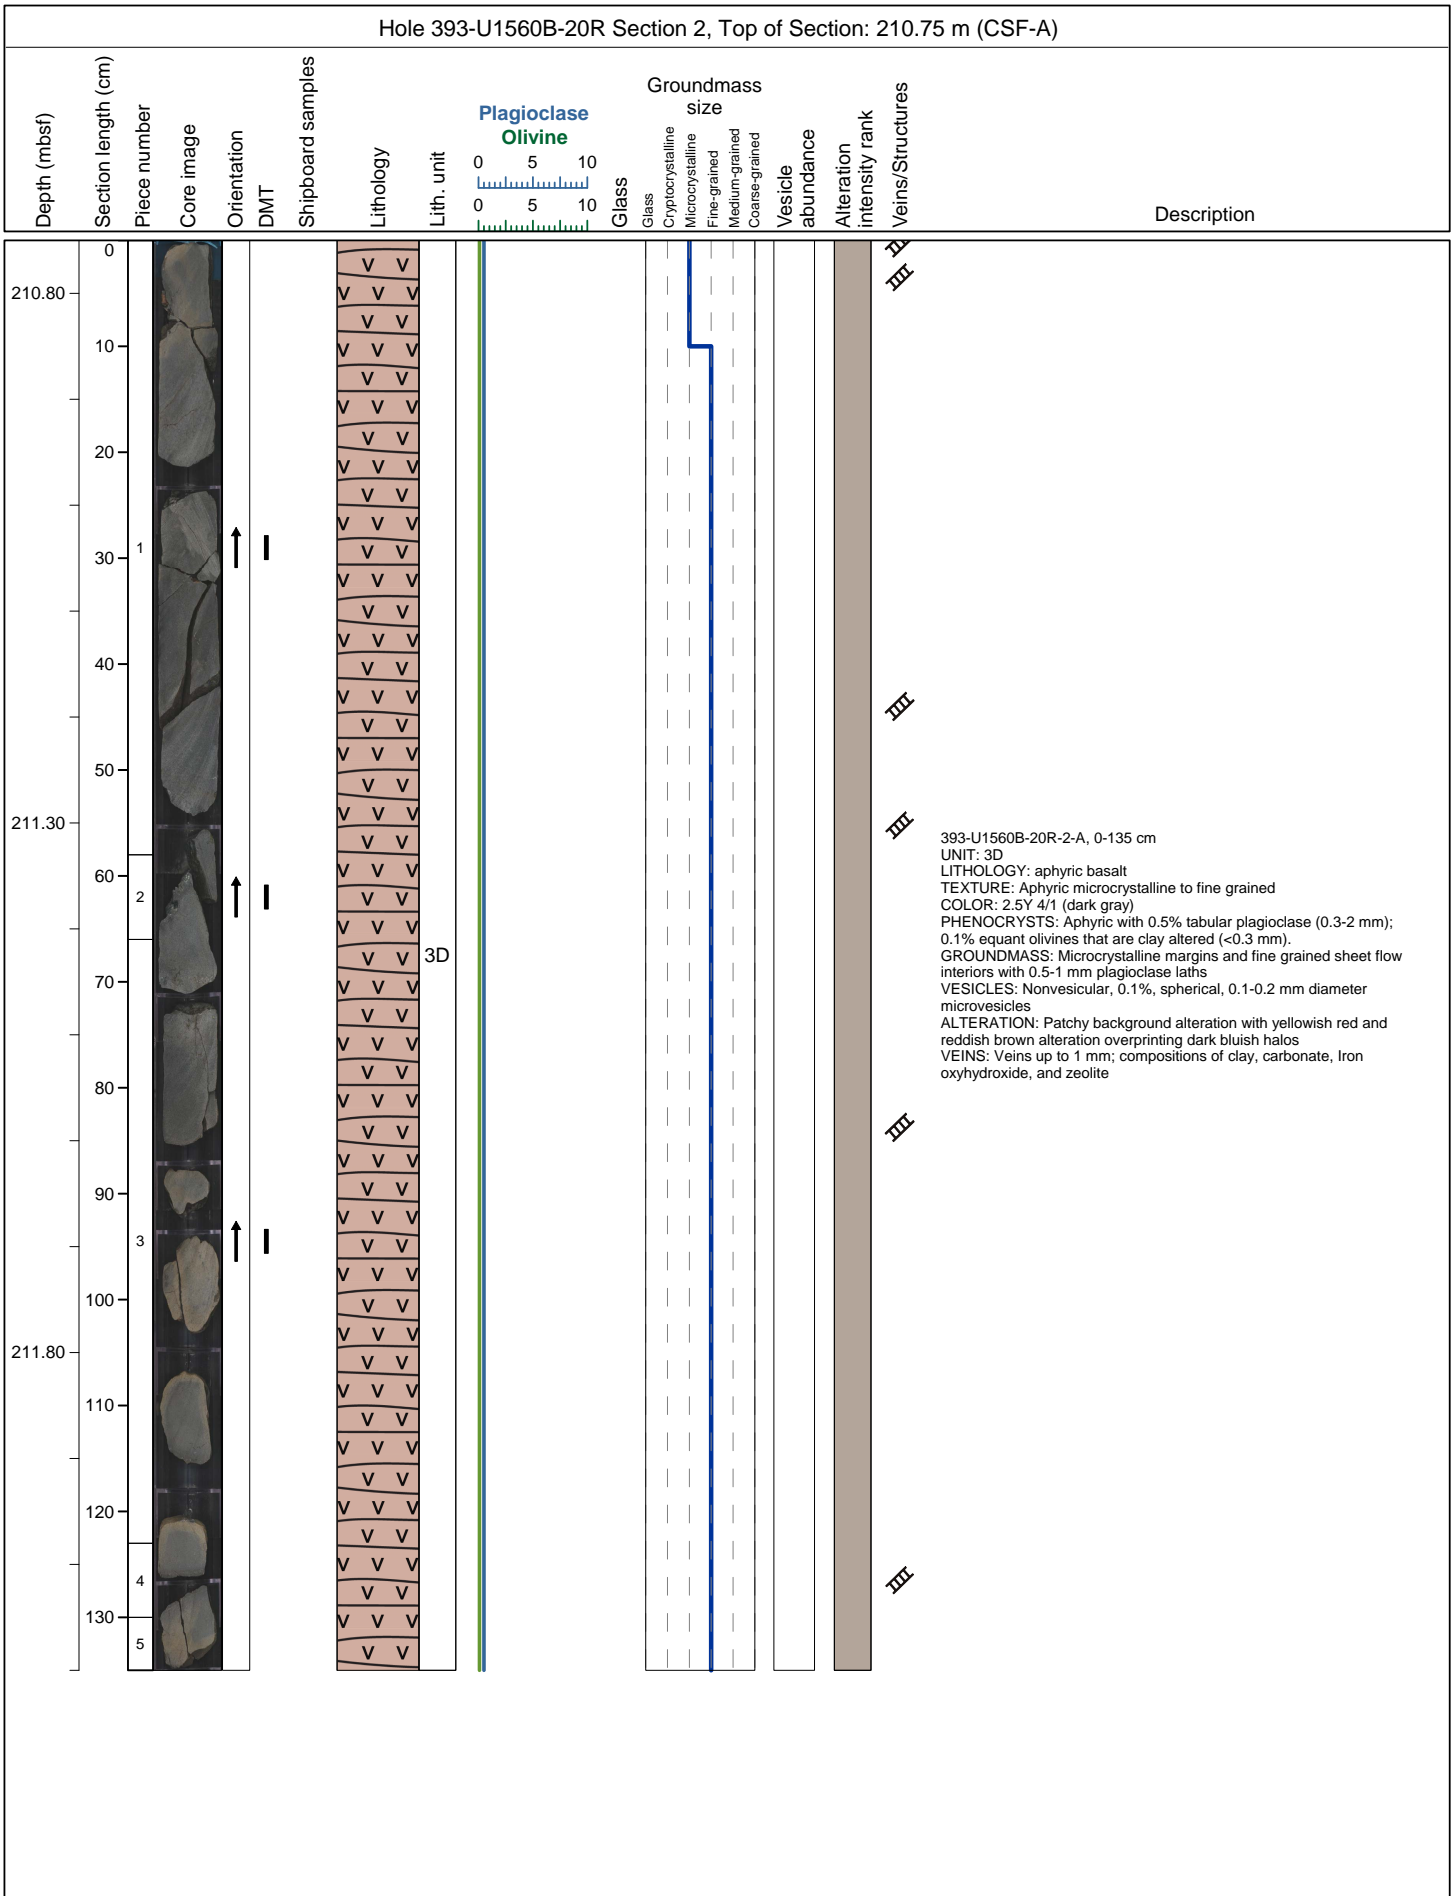 Hole 393-U1560B-20R Section 2, Top of Section: 210.75 m (CSF-A)
Depth (mbsf)
Section length (cm)
Piece number
Core image
Orientation
DMT
Shipboard samples
Lithology
Lith. unit
Plagioclase
Olivine
0 5 10
0 5 10
Glass
Groundmass
size
Glass
Cryptocrystalline
Microcrystalline
Fine-grained
Medium-grained
Coarse-grained
Vesicle
abundance
Alteration
intensity rank
Veins/Structures
Description
0
210.80
10
20
1
30
40
50
211.30
60
2
3D
70
80
90
3
100
211.80
110
120
4
130
5
393-U1560B-20R-2-A, 0-135 cm
UNIT: 3D
LITHOLOGY: aphyric basalt
TEXTURE: Aphyric microcrystalline to fine grained
COLOR: 2.5Y 4/1 (dark gray)
PHENOCRYSTS: Aphyric with 0.5% tabular plagioclase (0.3-2 mm);
0.1% equant olivines that are clay altered (<0.3 mm).
GROUNDMASS: Microcrystalline margins and fine grained sheet flow
interiors with 0.5-1 mm plagioclase laths
VESICLES: Nonvesicular, 0.1%, spherical, 0.1-0.2 mm diameter
microvesicles
ALTERATION: Patchy background alteration with yellowish red and
reddish brown alteration overprinting dark bluish halos
VEINS: Veins up to 1 mm; compositions of clay, carbonate, Iron
oxyhydroxide, and zeolite